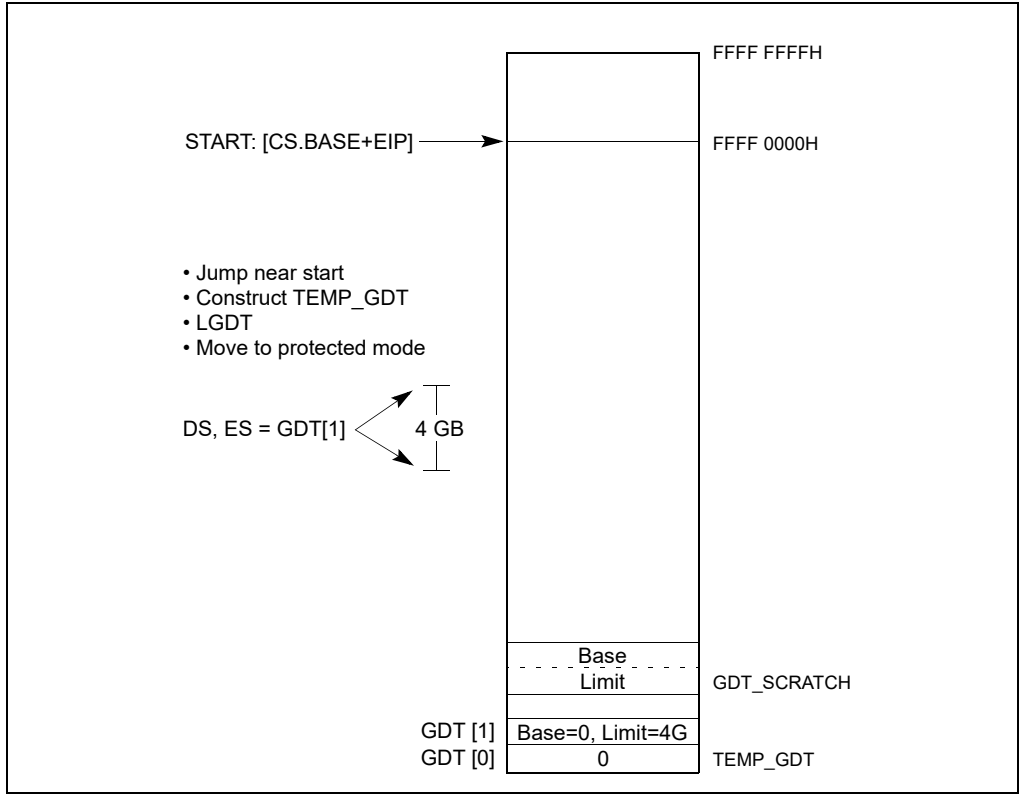 FFFF FFFFH
START: [CS.BASE+EIP]
FFFF 0000H
• Jump near start
• Construct TEMP_GDT
• LGDT
• Move to protected mode
DS, ES = GDT[1]
4 GB
Base
Limit
GDT_SCRATCH
GDT [1]
Base=0, Limit=4G
GDT [0]
0
TEMP_GDT